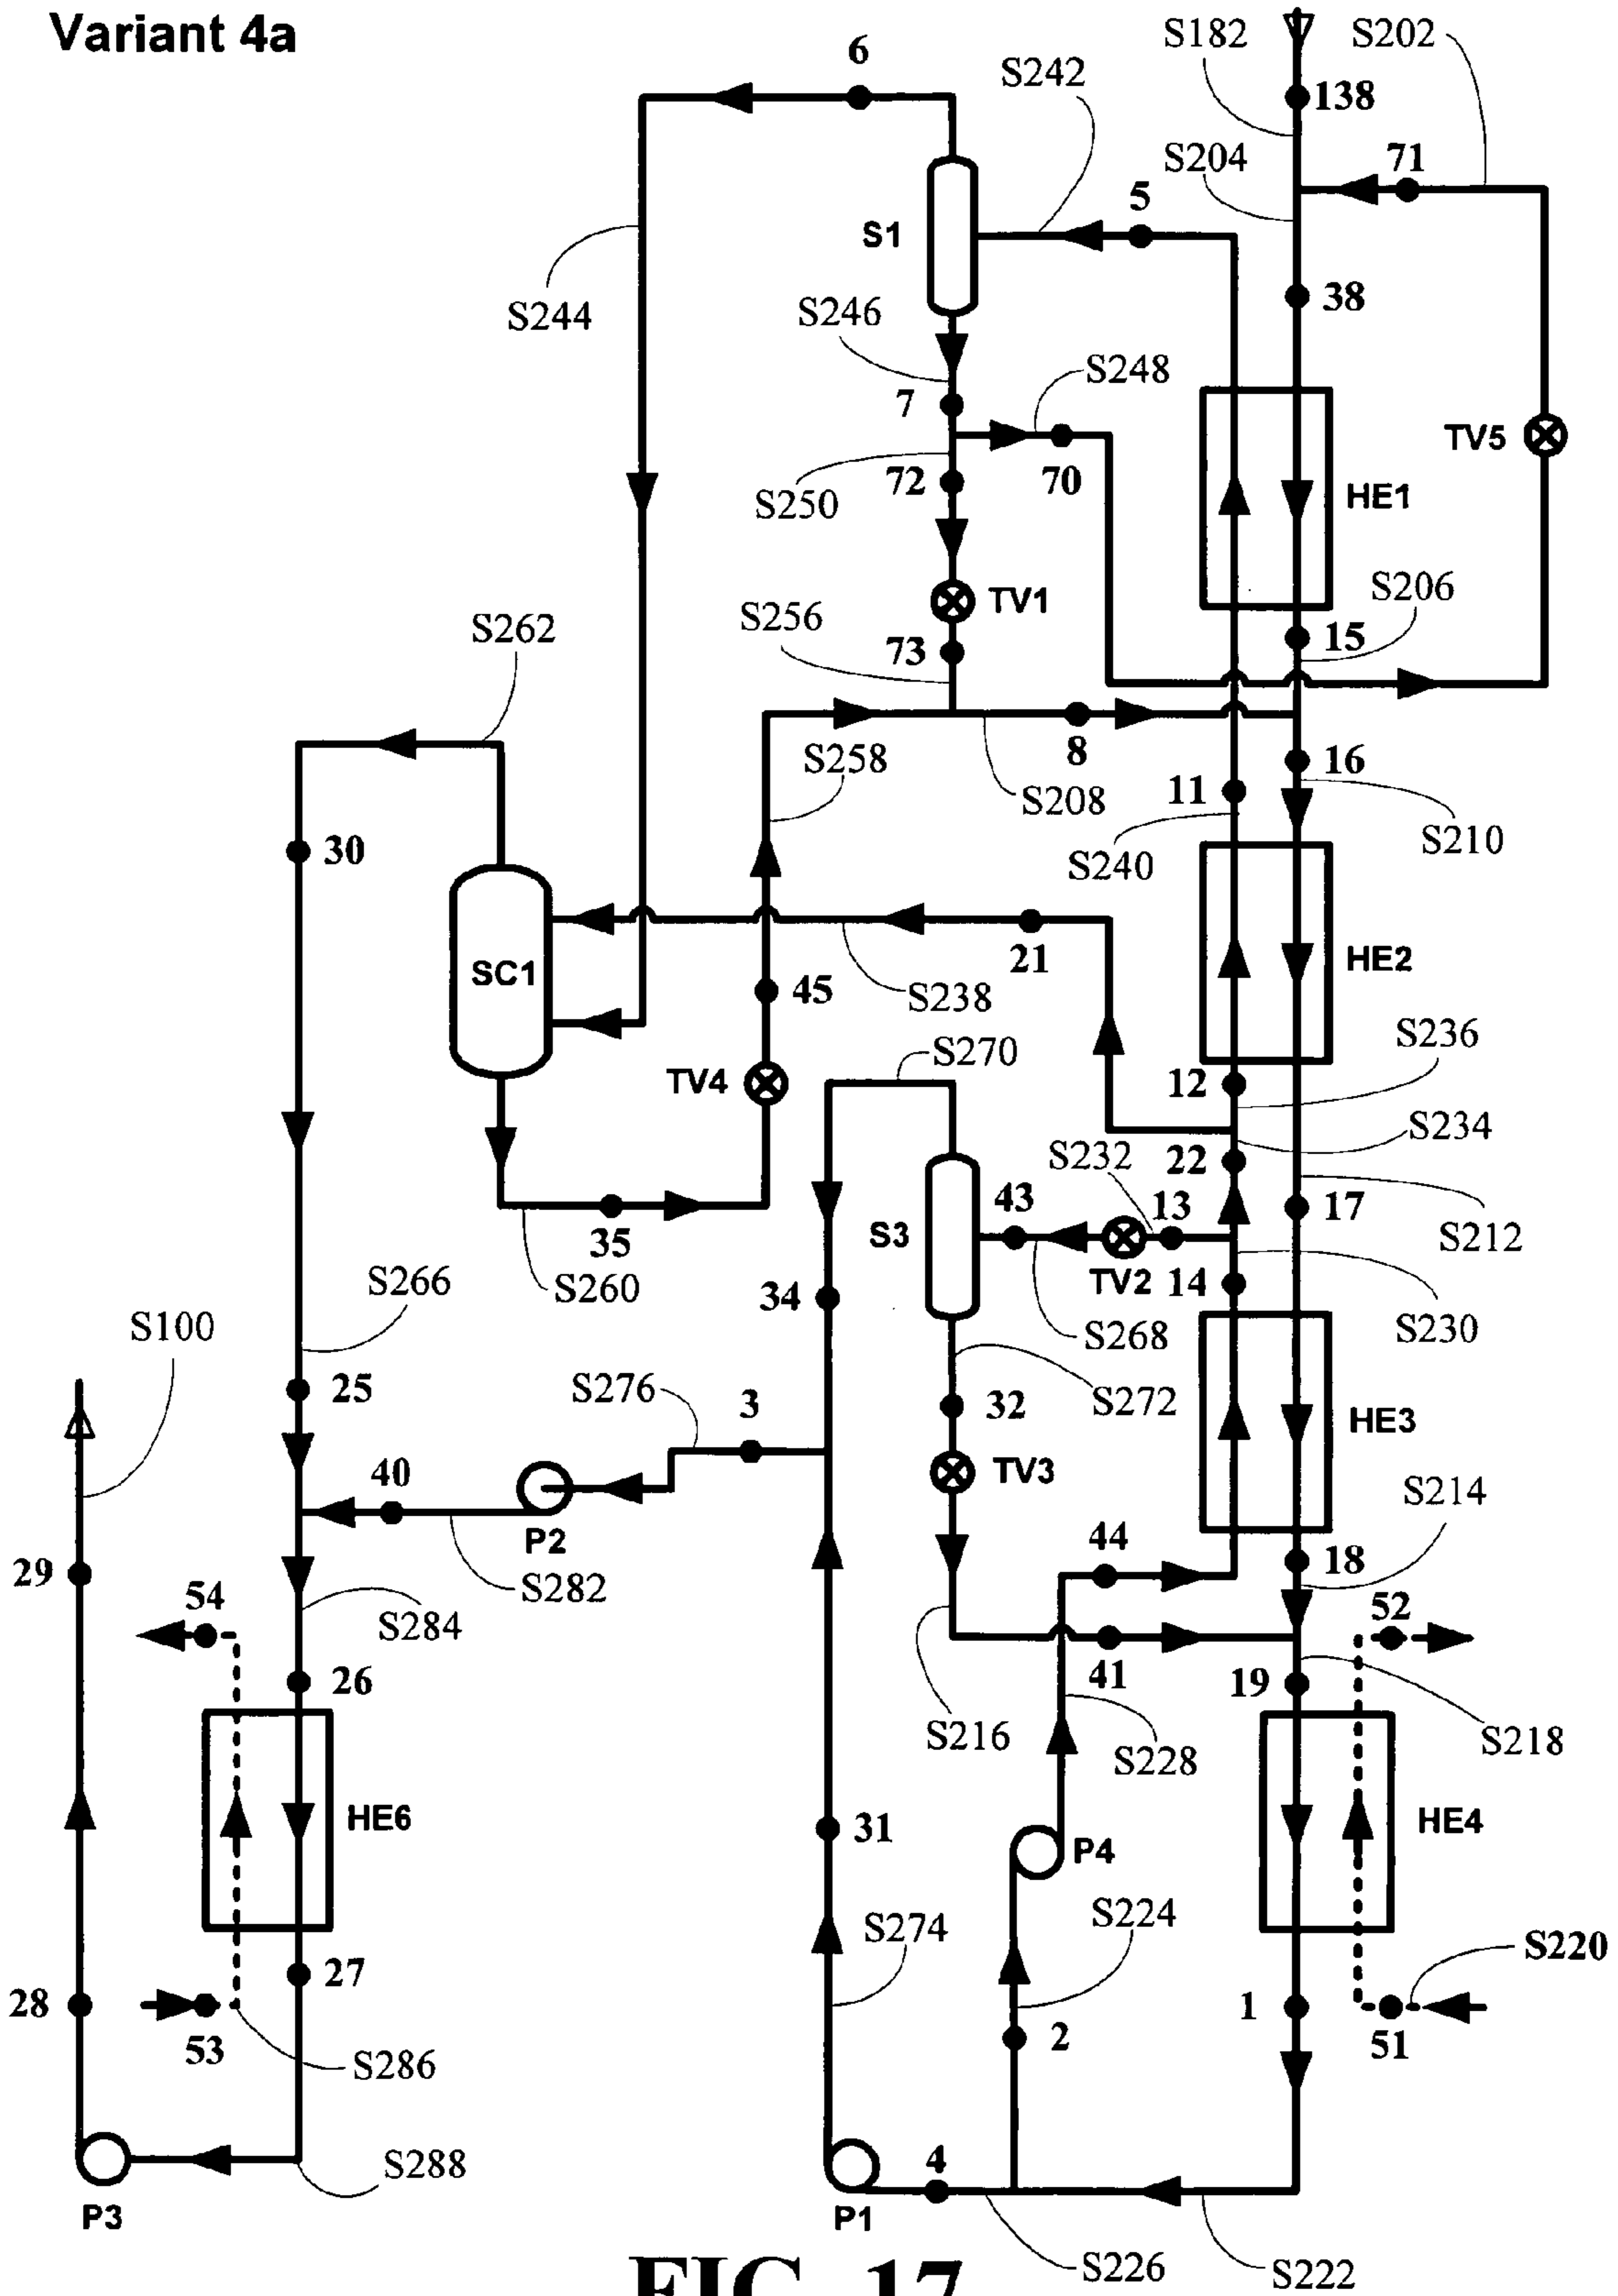 Variant 4a
6
S242
S182
S202
138
S204
71
5
S1
S244
38
S246
S248
7
TV5
72
70
S250
HE1
TV1
S206
S256
S262
73
15
S258
8
16
11
S208
S240
S210
30
21
HE2
SC1
45
S238
S236
S270
TV4
12
S234
S232
22
43
13
17
S3
35
S212
TV2
14
S260
S266
34
S268
S230
S100
25
S276
3
32
S272
HE3
TV3
40
S214
P2
44
18
29
54
S282
S284
52
26
41
19
S216
S218
S228
HE6
31
P4
HE4
S274
S224
S220
27
28
1
53
2
51
S286
4
S288
P3
P1
S226
S222
FIG. 17